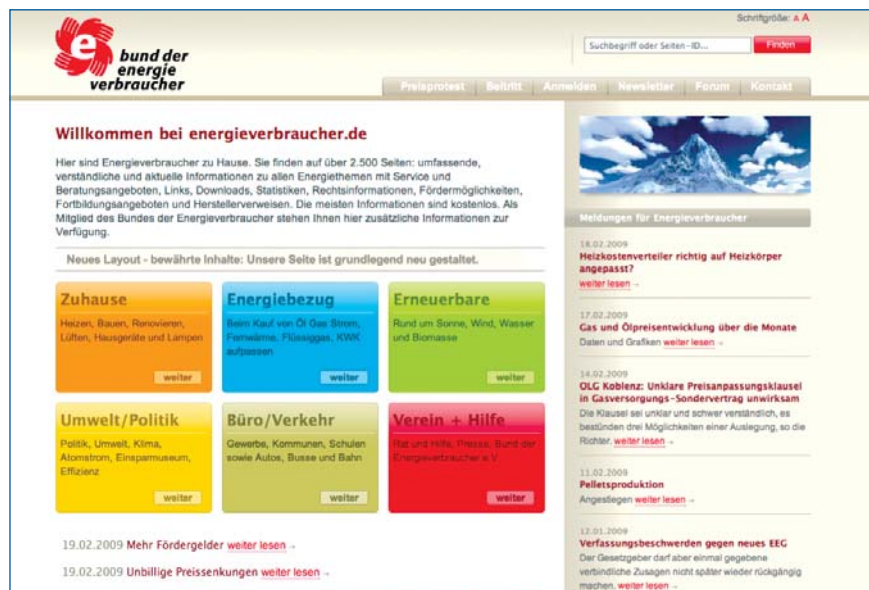 Schriftgröße: A A
e bund der
energie
verbraucher
Suchbegriff oder Seiten-ID...
Finden
Preisprotest
Beitritt
Anmelden
Newsletter
Forum
Kontakt
Willkommen bei energieverbraucher.de
Hier sind Energieverbraucher zu Hause. Sie finden auf über 2.500 Seiten: umfassende,
verständliche und aktuelle Informationen zu allen Energiethemen mit Service und
Beratungsangeboten, Links, Downloads, Statistiken, Rechtsinformationen, Fördermöglichkeiten,
Fortbildungsangeboten und Herstellerverweisen. Die meisten Informationen sind kostenlos. Als
Mitglied des Bundes der Energieverbraucher stehen Ihnen hier zusätzliche Informationen zur
Verfügung.
Neues Layout - bewährte Inhalte: Unsere Seite ist grundlegend neu gestaltet.
Zuhause
Heizen, Bauen, Renovieren,
Lüften, Hausgeräte und Lampen
weiter
Energiebezug
Beim Kauf von Öl Gas Strom,
Fernwärme, Flüssiggas, KWK
aufpassen
weiter
Erneuerbare
Rund um Sonne, Wind, Wasser
und Biomasse
weiter
Umwelt/Politik
Politik, Umwelt, Klima,
Atomstrom, Einsparmuseum,
Effizienz
weiter
Büro/Verkehr
Gewerbe, Kommunen, Schulen
sowie Autos, Busse und Bahn
weiter
Verein + Hilfe
Rat und Hilfe, Presse, Bund der
Energieverbraucher e.V.
weiter
19.02.2009 Mehr Fördergelder weiter lesen→
19.02.2009 Unbillige Preissenkungen weiter lesen→
Meldungen für Energieverbraucher
18.02.2009
Heizkostenverteiler richtig auf Heizkörper
angepasst?
weiter lesen→
17.02.2009
Gas und Ölpreisentwicklung über die Monate
Daten und Grafiken weiter lesen→
14.02.2009
OLG Koblenz: Unklare Preisanpassungsklausel
in Gasversorgungs-Sondervertrag unwirksam
Die Klausel sei unklar und schwer verständlich, es
bestünden drei Möglichkeiten einer Auslegung, so die
Richter. weiter lesen→
11.02.2009
Pelletsproduktion
Angestiegen weiter lesen→
12.01.2009
Verfassungsbeschwerden gegen neues EEG
Der Gesetzgeber darf aber einmal gegebene
verbindliche Zusagen nicht später wieder rückgängig
machen. weiter lesen→